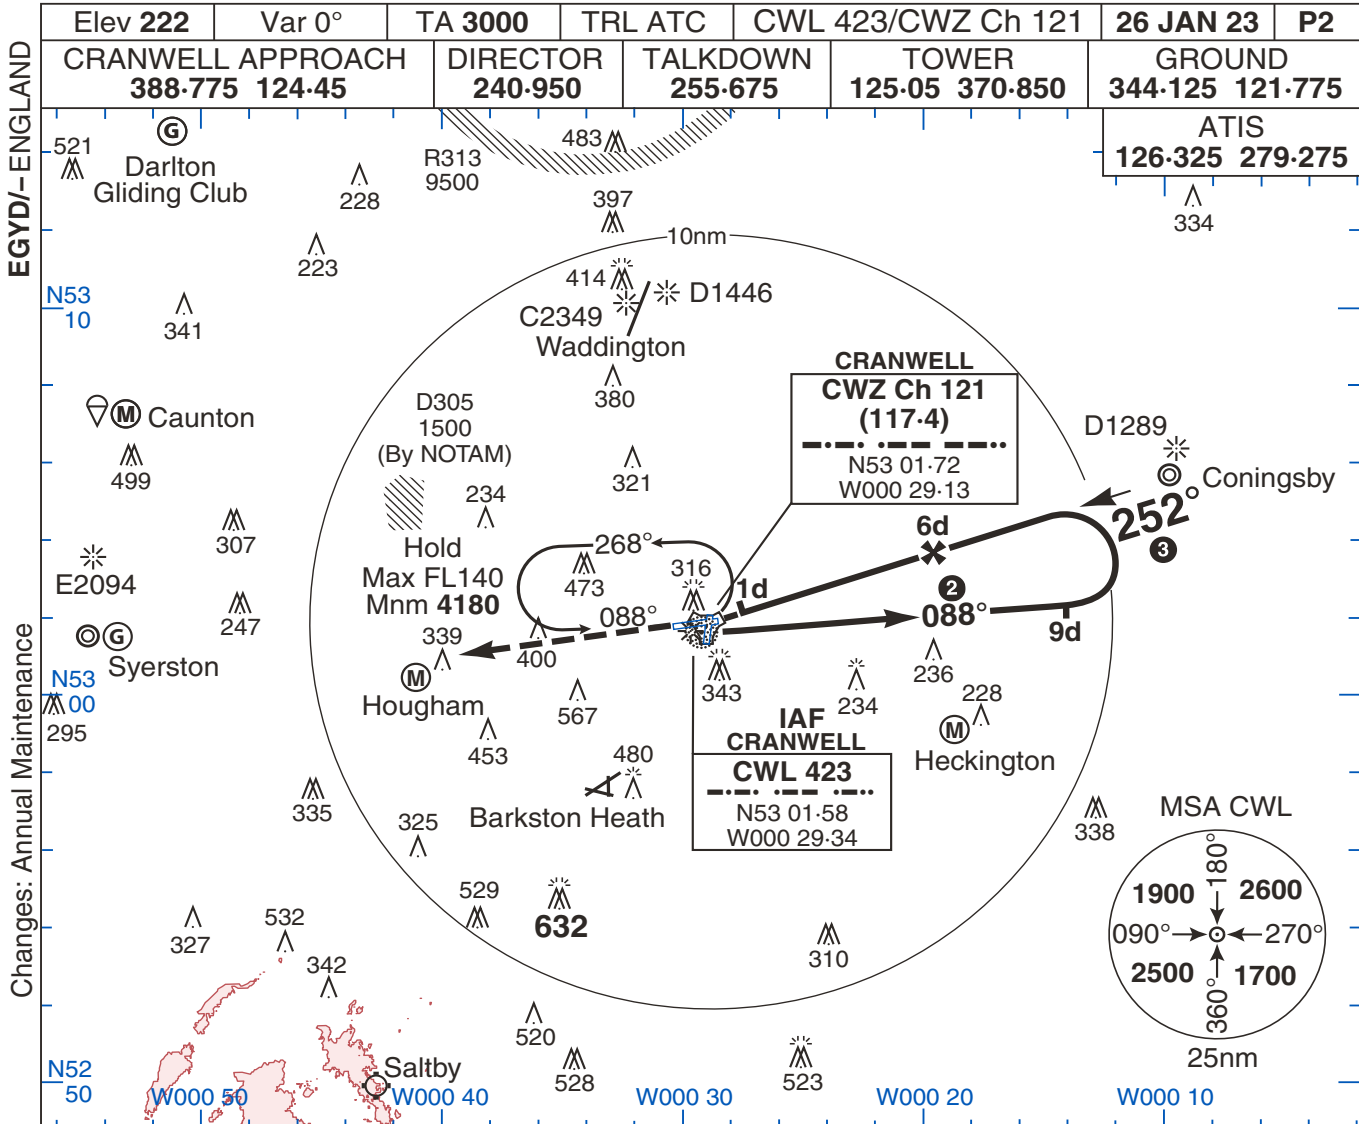 Elev 222
Var 0°
TA 3000
TRL ATC
CWL 423/CWZ Ch 121
26 JAN 23
P2
CRANWELL APPROACH
388·775 124·45
DIRECTOR
240·950
TALKDOWN
255·675
TOWER
125·05 370·850
GROUND
344·125 121·775
ATIS
126·325 279·275
EGYD/– ENGLAND
Changes: Annual Maintenance
521
G
Darlton
Gliding Club
228
R313
9500
483
397
334
223
10nm
N53
10
341
414
C2349
D1446
Waddington
380
CRANWELL
CWZ Ch 121
(117·4)
N53 01·72
W000 29·13
D305
1500
(By NOTAM)
M
Caunton
499
321
234
D1289
Coningsby
252°
3
307
Hold
Max FL140
Mnm 4180
268°
473
316
1d
6d
2
E2094
247
G
Syerston
339
088°
400
088°
9d
N53
00
295
M
Hougham
567
343
234
236
228
453
IAF
CRANWELL
CWL 423
N53 01·58
W000 29·34
M
Heckington
480
Barkston Heath
335
325
338
MSA CWL
180°
1900
2600
090°
270°
2500
1700
360°
25nm
529
632
310
327
532
342
520
528
523
Saltby
N52
50
W000 50
W000 40
W000 30
W000 20
W000 10